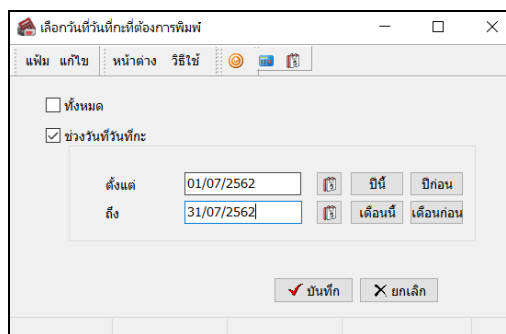 เลือกวันที่วันที่กะที่ต้องการพิมพ์
แฟ้ม แก้ไข หน้าต่าง วิธีใช้
ทั้งหมด
ช่วงวันที่วันที่กะ
ตั้งแต่ 01/07/2562 ปีนี้ ปีก่อน
ถึง 31/07/2562 เดือนนี้ เดือนก่อน
บันทึก ยกเลิก